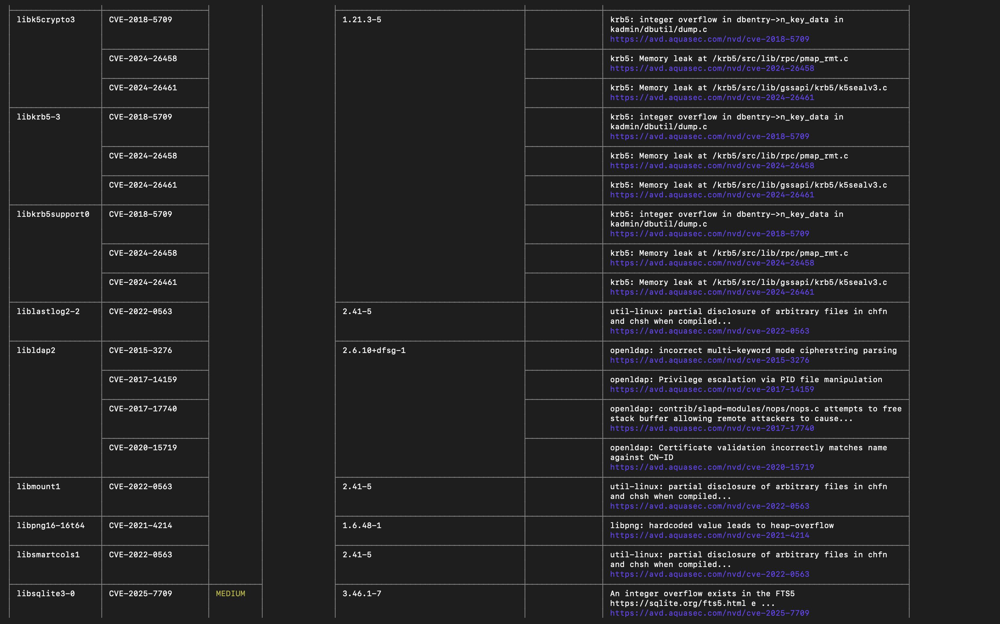 libk5crypto3 CVE-2018-5709 1.21.3-5 krb5: integer overflow in dbentry->n_key_data in
kadmin/dbutil/dump.c
https://avd.aquasec.com/nvd/cve-2018-5709
CVE-2024-26458 krb5: Memory leak at /krb5/src/lib/rpc/pmap_rmt.c
https://avd.aquasec.com/nvd/cve-2024-26458
CVE-2024-26461 krb5: Memory leak at /krb5/src/lib/gssapi/krb5/k5sealv3.c
https://avd.aquasec.com/nvd/cve-2024-26461
libkrb5-3 CVE-2018-5709 krb5: integer overflow in dbentry->n_key_data in
kadmin/dbutil/dump.c
https://avd.aquasec.com/nvd/cve-2018-5709
CVE-2024-26458 krb5: Memory leak at /krb5/src/lib/rpc/pmap_rmt.c
https://avd.aquasec.com/nvd/cve-2024-26458
CVE-2024-26461 krb5: Memory leak at /krb5/src/lib/gssapi/krb5/k5sealv3.c
https://avd.aquasec.com/nvd/cve-2024-26461
libkrb5support0 CVE-2018-5709 krb5: integer overflow in dbentry->n_key_data in
kadmin/dbutil/dump.c
https://avd.aquasec.com/nvd/cve-2018-5709
CVE-2024-26458 krb5: Memory leak at /krb5/src/lib/rpc/pmap_rmt.c
https://avd.aquasec.com/nvd/cve-2024-26458
CVE-2024-26461 krb5: Memory leak at /krb5/src/lib/gssapi/krb5/k5sealv3.c
https://avd.aquasec.com/nvd/cve-2024-26461
liblastlog2-2 CVE-2022-0563 2.41-5 util-linux: partial disclosure of arbitrary files in chfn
and chsh when compiled...
https://avd.aquasec.com/nvd/cve-2022-0563
libldap2 CVE-2015-3276 2.6.10+dfsg-1 openldap: incorrect multi-keyword mode cipherstring parsing
https://avd.aquasec.com/nvd/cve-2015-3276
CVE-2017-14159 openldap: Privilege escalation via PID file manipulation
https://avd.aquasec.com/nvd/cve-2017-14159
CVE-2017-17740 openldap: contrib/slapd-modules/nops/nops.c attempts to free
stack buffer allowing remote attackers to cause...
https://avd.aquasec.com/nvd/cve-2017-17740
CVE-2020-15719 openldap: Certificate validation incorrectly matches name
against CN-ID
https://avd.aquasec.com/nvd/cve-2020-15719
libmount1 CVE-2022-0563 2.41-5 util-linux: partial disclosure of arbitrary files in chfn
and chsh when compiled...
https://avd.aquasec.com/nvd/cve-2022-0563
libpng16-16t64 CVE-2021-4214 1.6.48-1 libpng: hardcoded value leads to heap-overflow
https://avd.aquasec.com/nvd/cve-2021-4214
libsmartcols1 CVE-2022-0563 2.41-5 util-linux: partial disclosure of arbitrary files in chfn
and chsh when compiled...
https://avd.aquasec.com/nvd/cve-2022-0563
libsqlite3-0 CVE-2025-7709 MEDIUM 3.46.1-7 An integer overflow exists in the FTS5
https://sqlite.org/fts5.html e ...
https://avd.aquasec.com/nvd/cve-2025-7709